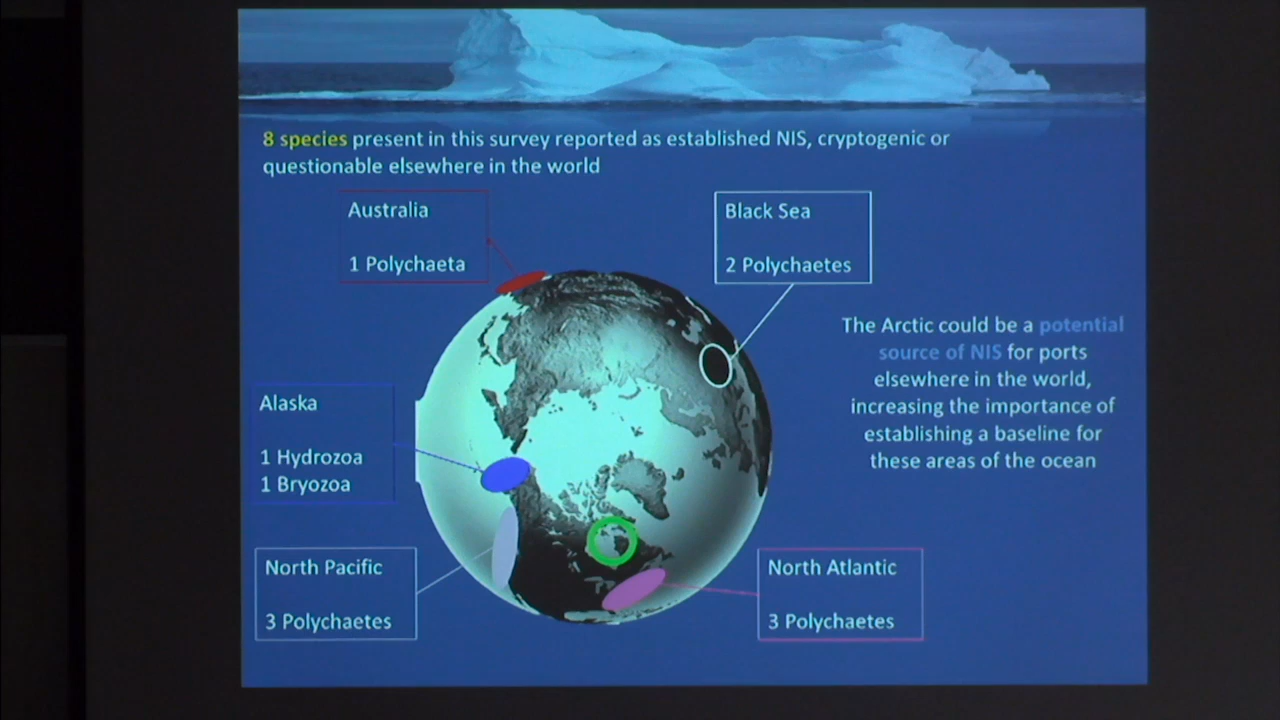 8 species present in this survey reported as established NIS, cryptogenic or
questionable elsewhere in the world
Australia
1 Polychaeta
Black Sea
2 Polychaetes
The Arctic could be a potential
source of NIS for ports
elsewhere in the world,
increasing the importance of
establishing a baseline for
these areas of the ocean
Alaska
1 Hydrozoa
1 Bryozoa
North Pacific
3 Polychaetes
North Atlantic
3 Polychaetes